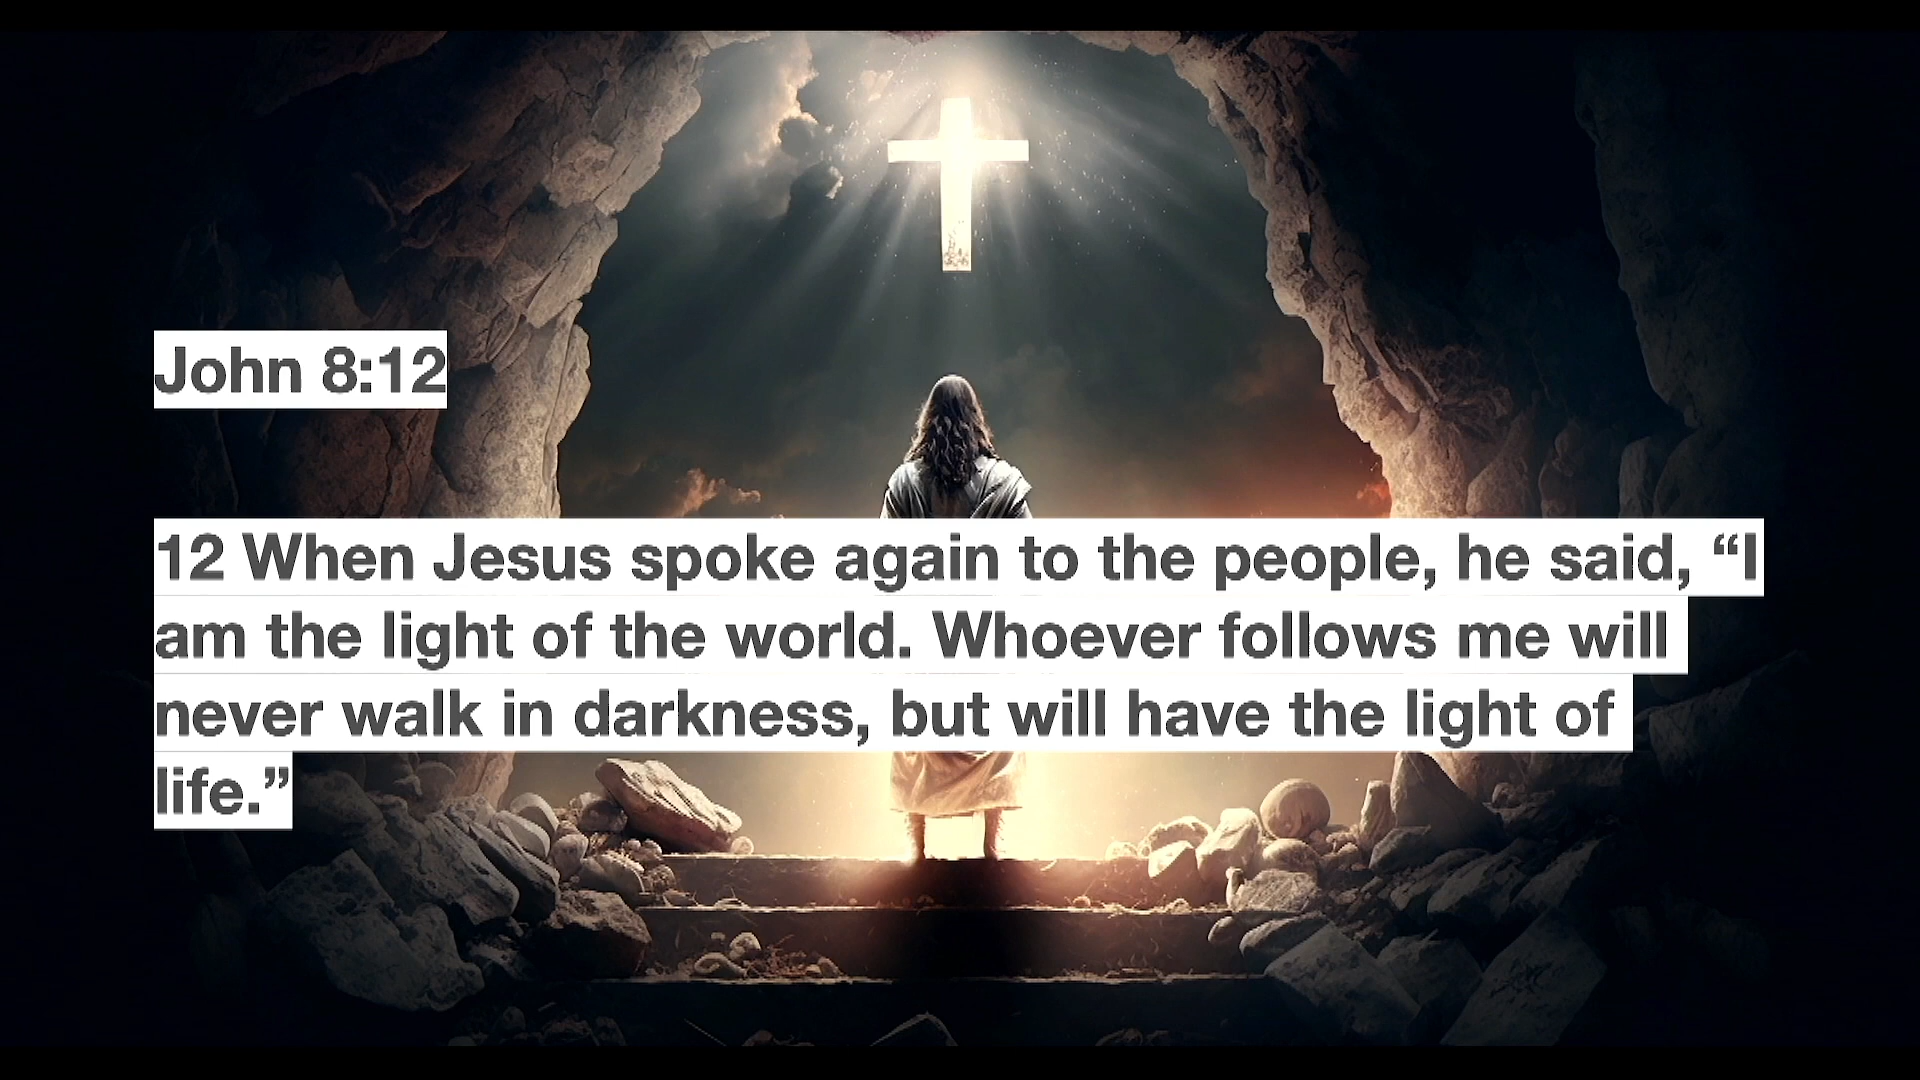 John 8:12
12 When Jesus spoke again to the people, he said, “I
am the light of the world. Whoever follows me will
never walk in darkness, but will have the light of
life.”